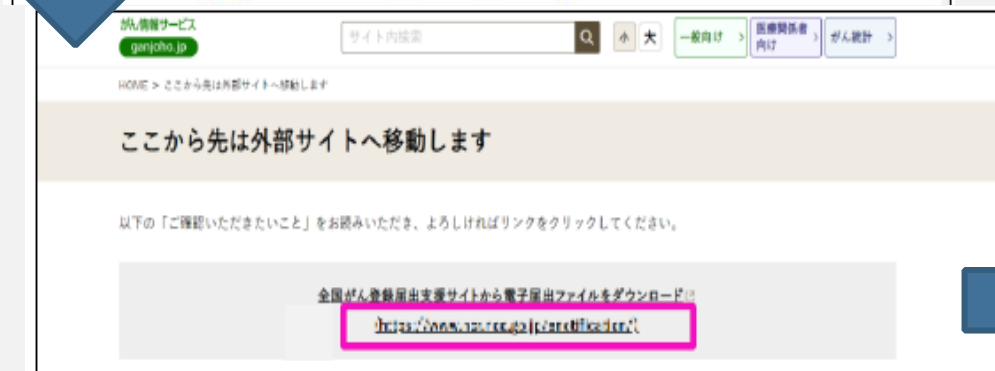 がん情報サービス
ganjoho.jp
サイト内検索
小 大
一般向け >
医療関係者向け >
がん統計 >
HOME > ここから先は外部サイトへ移動します
ここから先は外部サイトへ移動します
以下の「ご確認いただきたいこと」をお読みいただき、よろしければリンクをクリックしてください。
全国がん登録届出支援サイトから電子届出ファイルをダウンロード